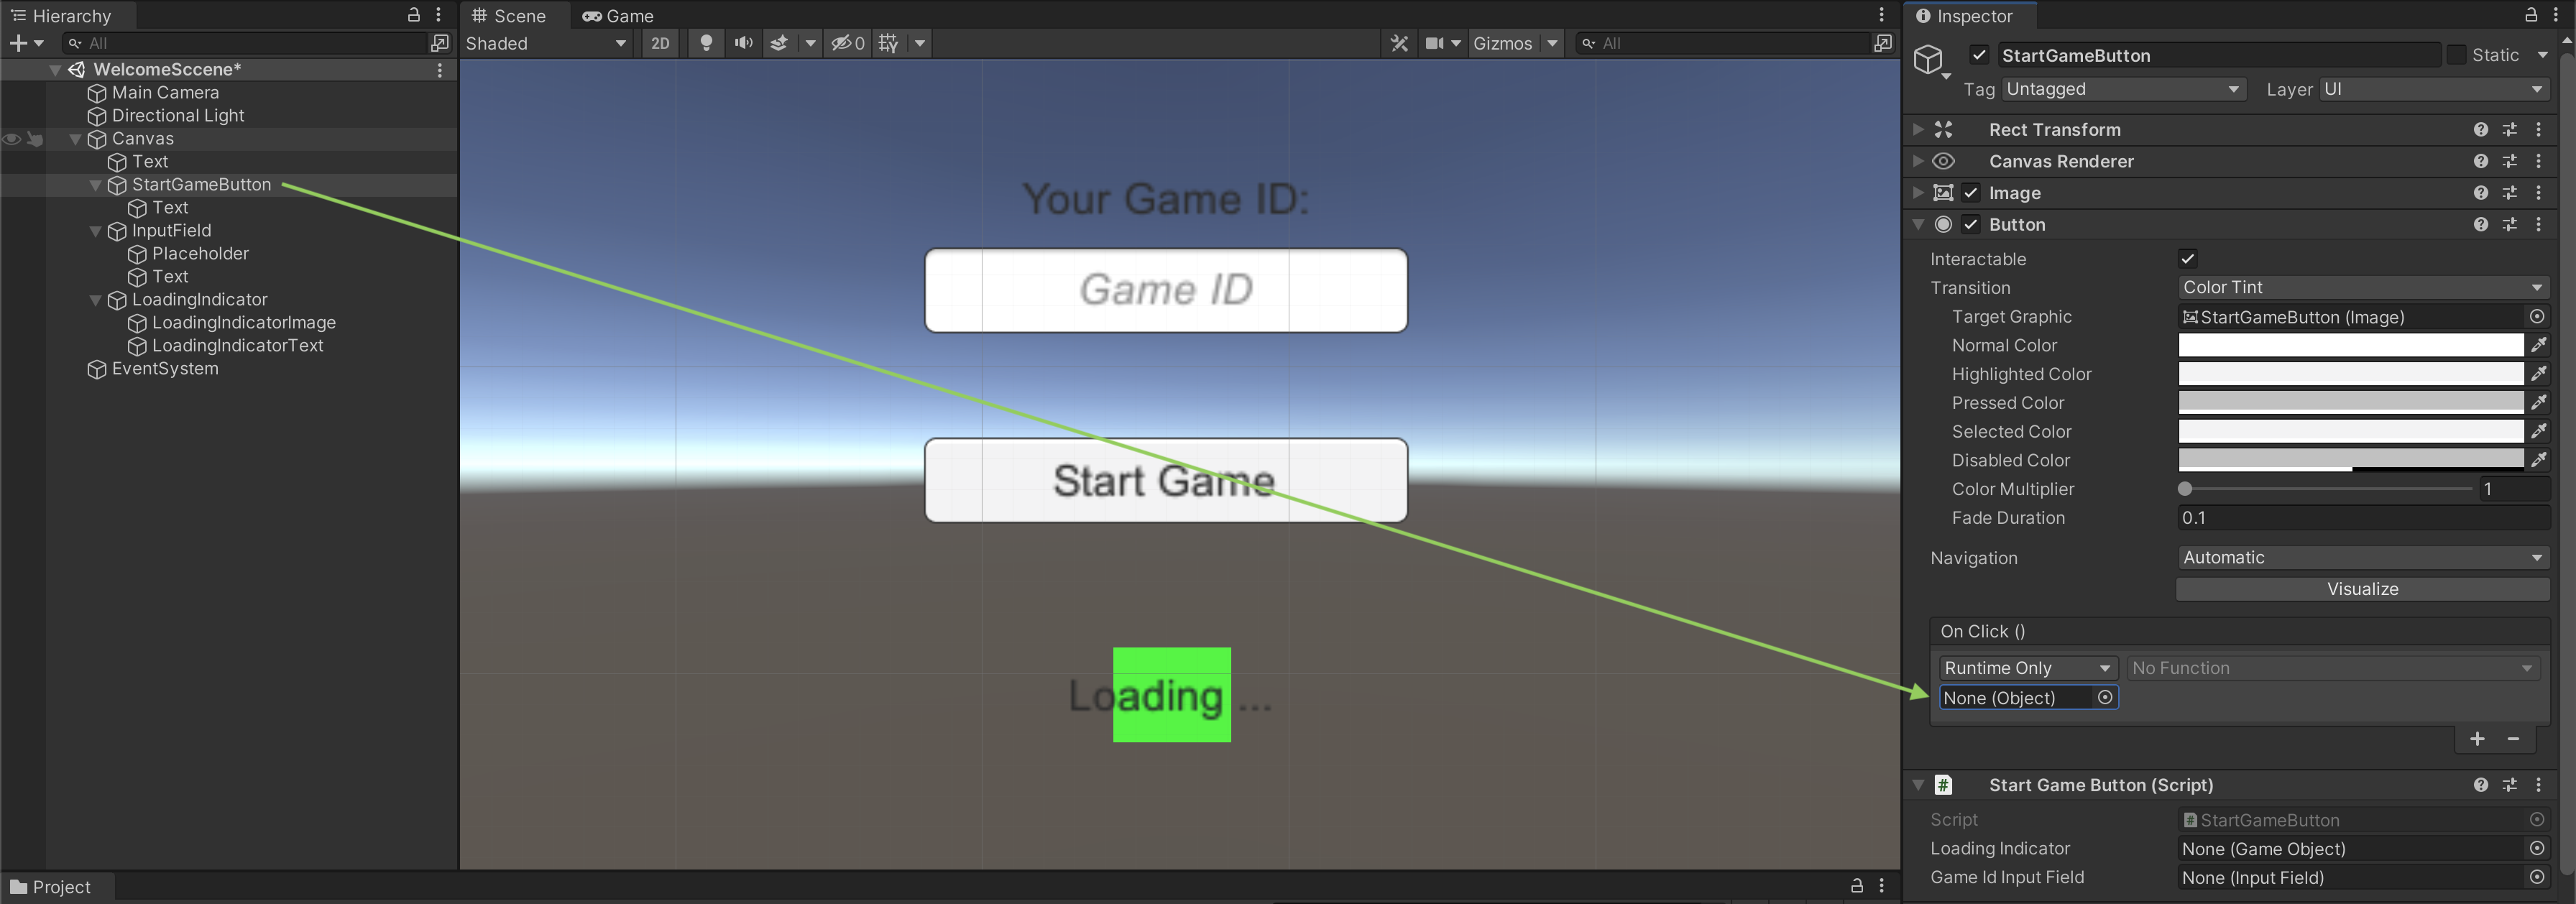 Hierarchy
All
WelcomeSccene*
Main Camera
Directional Light
Canvas
Text
StartGameButton
Text
InputField
Placeholder
Text
LoadingIndicator
LoadingIndicatorImage
LoadingIndicatorText
EventSystem
Scene Game
Shaded 2D 0 Gizmos All
Your Game ID:
Game ID
Start Game
Loading ...
Project
Inspector
StartGameButton Static
Tag Untagged Layer UI
Rect Transform
Canvas Renderer
Image
Button
Interactable
Transition Color Tint
Target Graphic StartGameButton (Image)
Normal Color
Highlighted Color
Pressed Color
Selected Color
Disabled Color
Color Multiplier 1
Fade Duration 0.1
Navigation Automatic
Visualize
On Click ()
Runtime Only No Function
None (Object)
+ −
# Start Game Button (Script)
Script # StartGameButton
Loading Indicator None (Game Object)
Game Id Input Field None (Input Field)